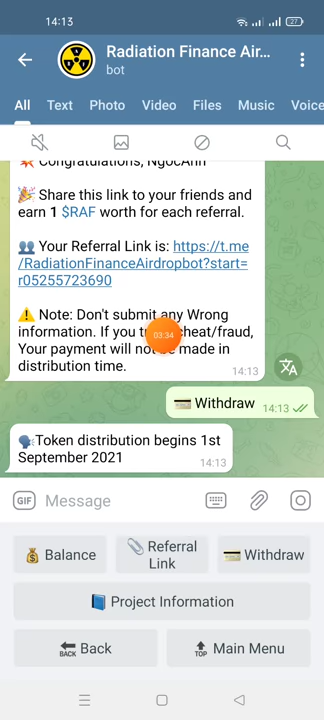 14:13
27
Radiation Finance Air...
bot
All Text Photo Video Files Music Voice
Congratulations, NgocAnh
🎉 Share this link to your friends and
earn 1 $RAF worth for each referral.
👥 Your Referral Link is: https://t.me
/RadiationFinanceAirdropbot?start=
r05255723690
⚠️ Note: Don't submit any Wrong
information. If you cheat/fraud,
Your payment will not be made in
distribution time.
14:13
03:34
💳 Withdraw 14:13
🗣Token distribution begins 1st
September 2021
14:13
GIF Message
💰 Balance
📎 Referral
Link
💳 Withdraw
📘 Project Information
BACK Back
TOP Main Menu